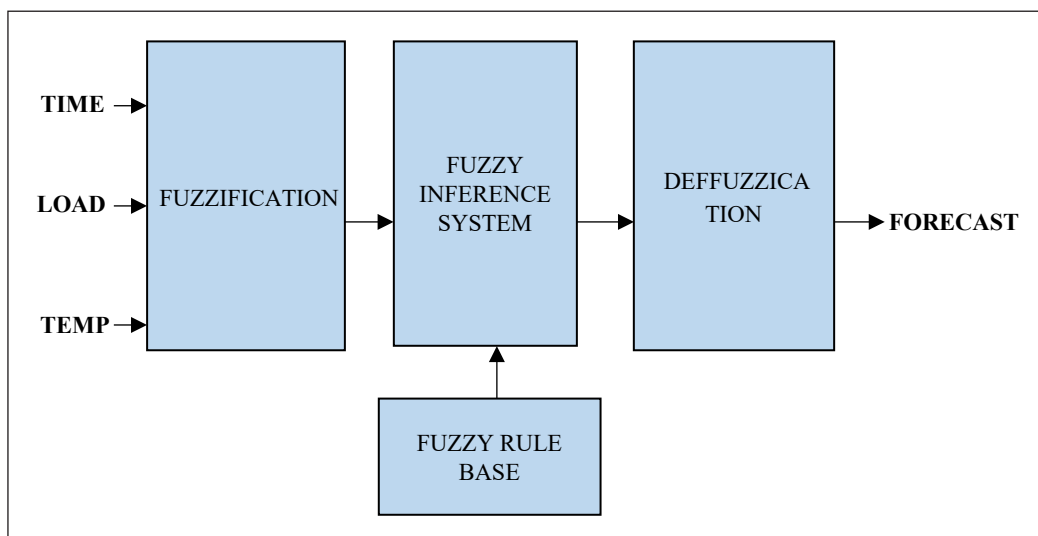 TIME
LOAD
TEMP
FUZZIFICATION
FUZZY
INFERENCE
SYSTEM
DEFFUZZICA
TION
FORECAST
FUZZY RULE
BASE